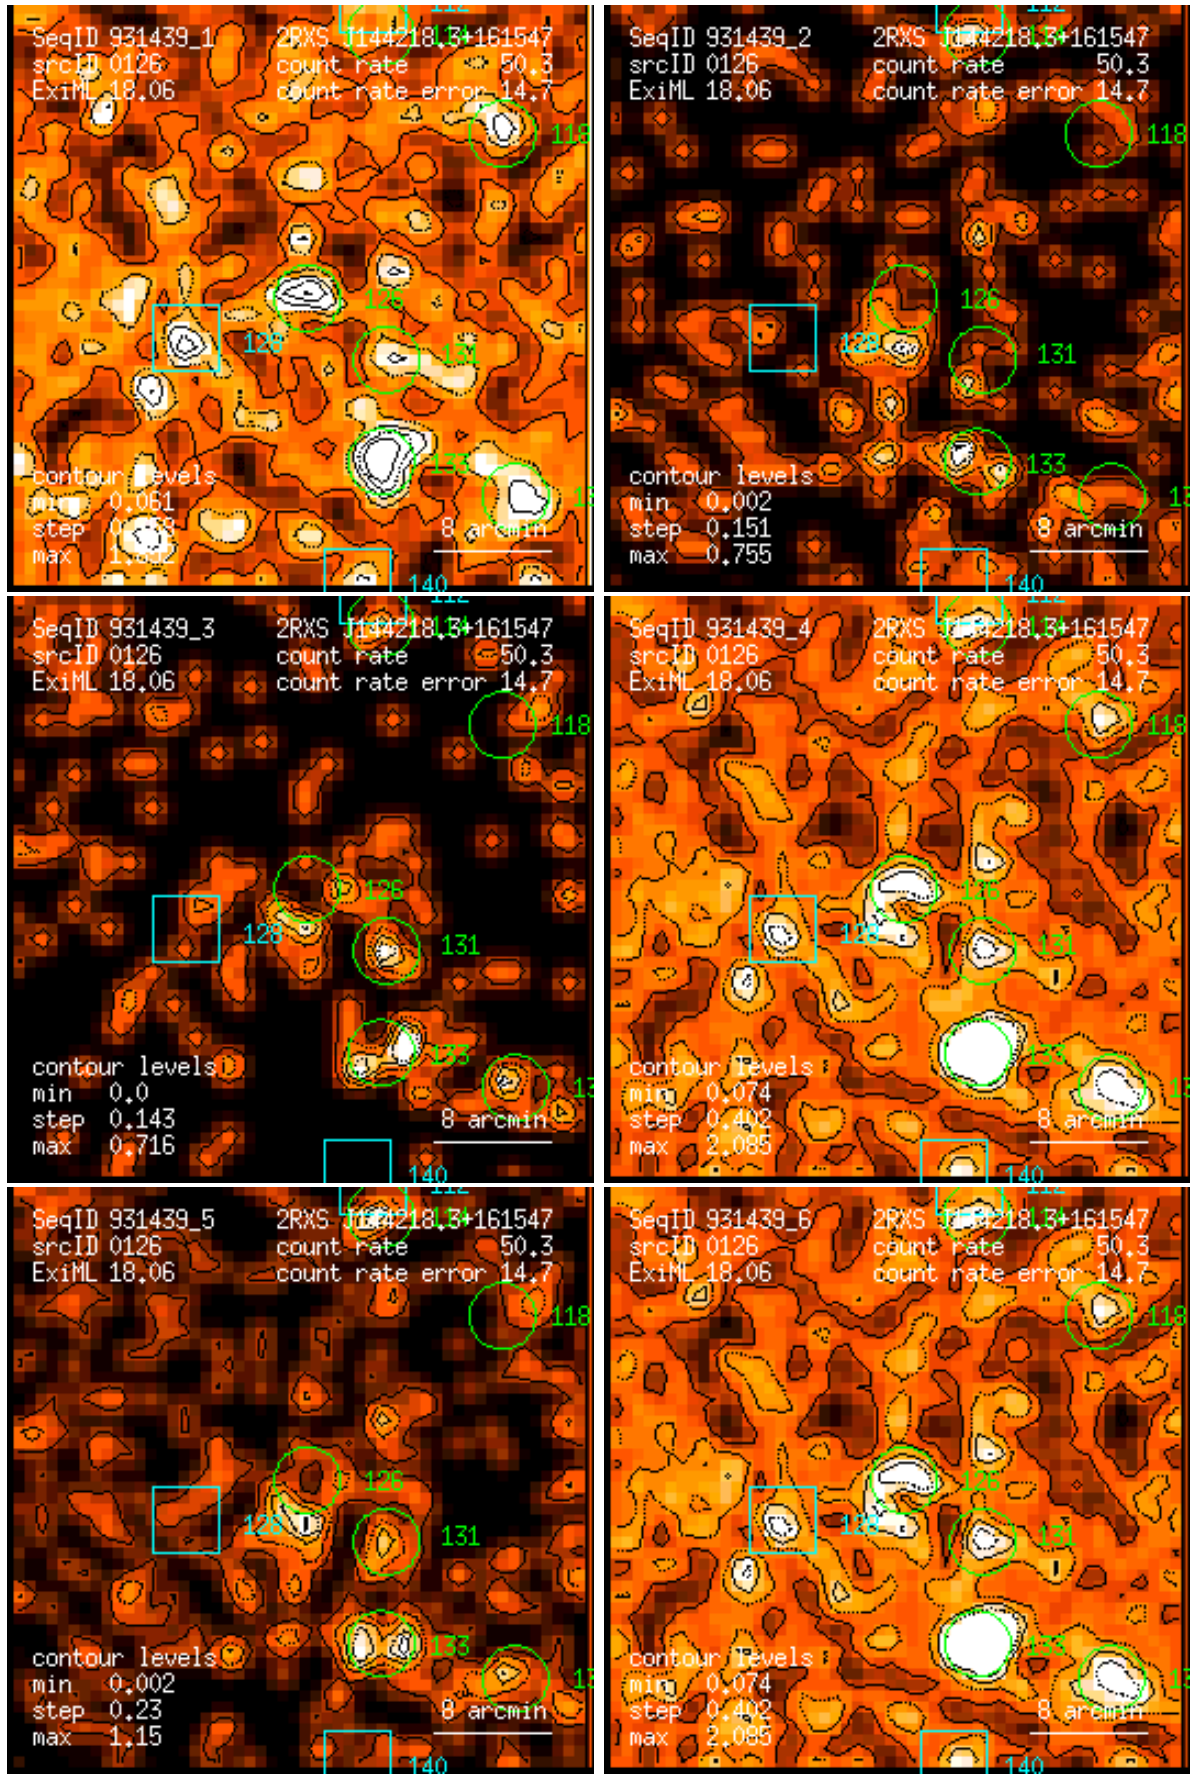 112
SeqID 931439_1 2RXS J144218.3+161547
srcID 0126 count rate 50.3
ExiML 18.06 count rate error 14.7
118
126
128
131
133
contour levels
min 0.061
step
max
8 arcmin
140
112
SeqID 931439_2 2RXS J144218.3+161547
srcID 0126 count rate 50.3
ExiML 18.06 count rate error 14.7
118
126
128
131
133
contour levels
min 0.002
step 0.151
max 0.755
8 arcmin
140
112
SeqID 931439_3 2RXS J144218.3+161547
srcID 0126 count rate 50.3
ExiML 18.06 count rate error 14.7
118
126
128
131
133
contour levels
min 0.0
step 0.143
max 0.716
8 arcmin
140
112
SeqID 931439_4 2RXS J144218.3+161547
srcID 0126 count rate 50.3
ExiML 18.06 count rate error 14.7
118
126
128
131
133
contour levels
min 0.074
step 0.402
max 2.085
8 arcmin
140
112
SeqID 931439_5 2RXS J144218.3+161547
srcID 0126 count rate 50.3
ExiML 18.06 count rate error 14.7
118
126
128
131
133
contour levels
min 0.002
step 0.23
max 1.15
8 arcmin
140
112
SeqID 931439_6 2RXS J144218.3+161547
srcID 0126 count rate 50.3
ExiML 18.06 count rate error 14.7
118
126
128
131
133
contour levels
min 0.074
step 0.402
max 2.085
8 arcmin
140